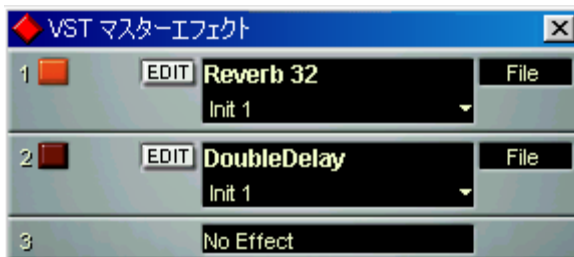 VST マスターエフェクト
1 EDIT Reverb 32 File
Init 1
2 EDIT DoubleDelay File
Init 1
3 No Effect